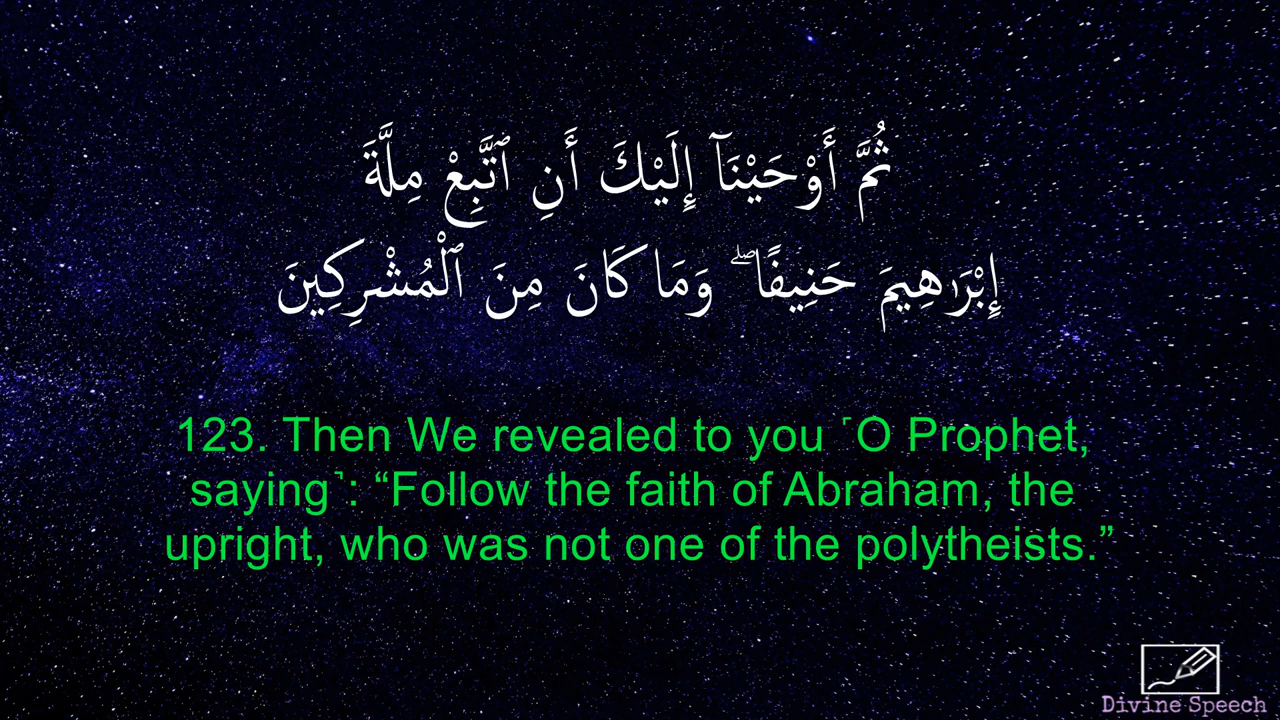 ثُمَّ أَوْحَيْنَآ إِلَيْكَ أَنِ ٱتَّبِعْ مِلَّةَ
إِبْرَٰهِيمَ حَنِيفًا ۖ وَمَا كَانَ مِنَ ٱلْمُشْرِكِينَ
123. Then We revealed to you ˹O Prophet,
saying˺: “Follow the faith of Abraham, the
upright, who was not one of the polytheists.”
Divine Speech